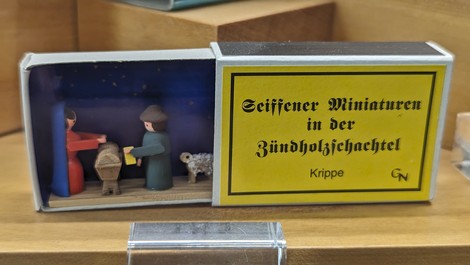 Seiffener Miniaturen
in der
Zündholzschachtel
Krippe
GN